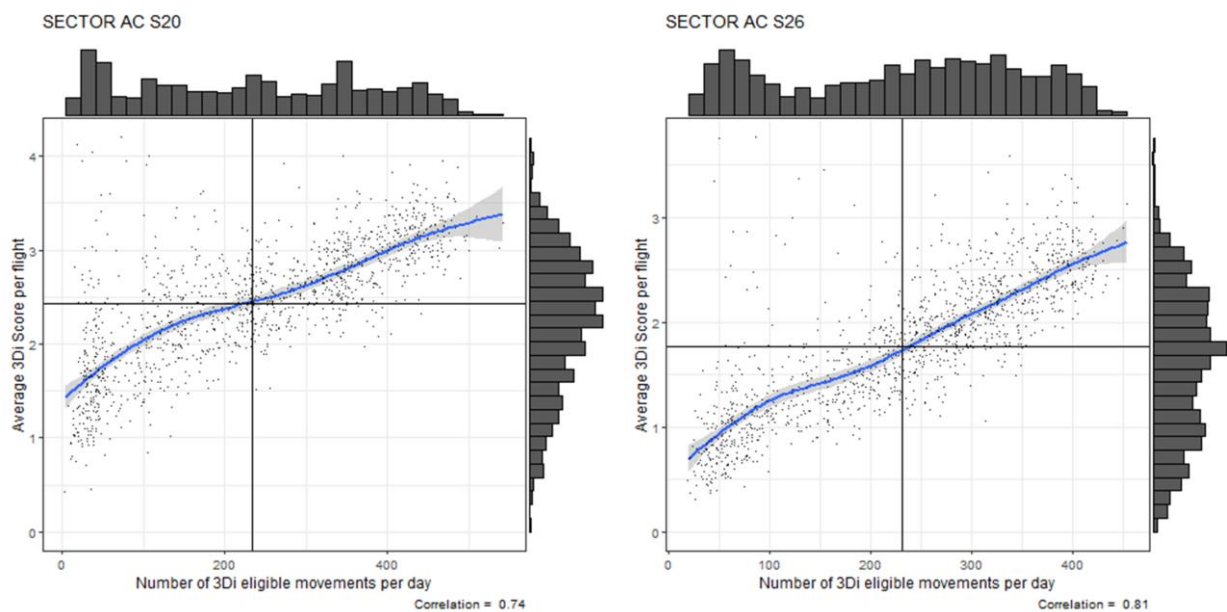 SECTOR AC S20
Average 3Di Score per flight
4
3
2
1
0
0
200
400
Number of 3Di eligible movements per day
Correlation = 0.74
SECTOR AC S26
Average 3Di Score per flight
3
2
1
0
0
100
200
300
400
Number of 3Di eligible movements per day
Correlation = 0.81